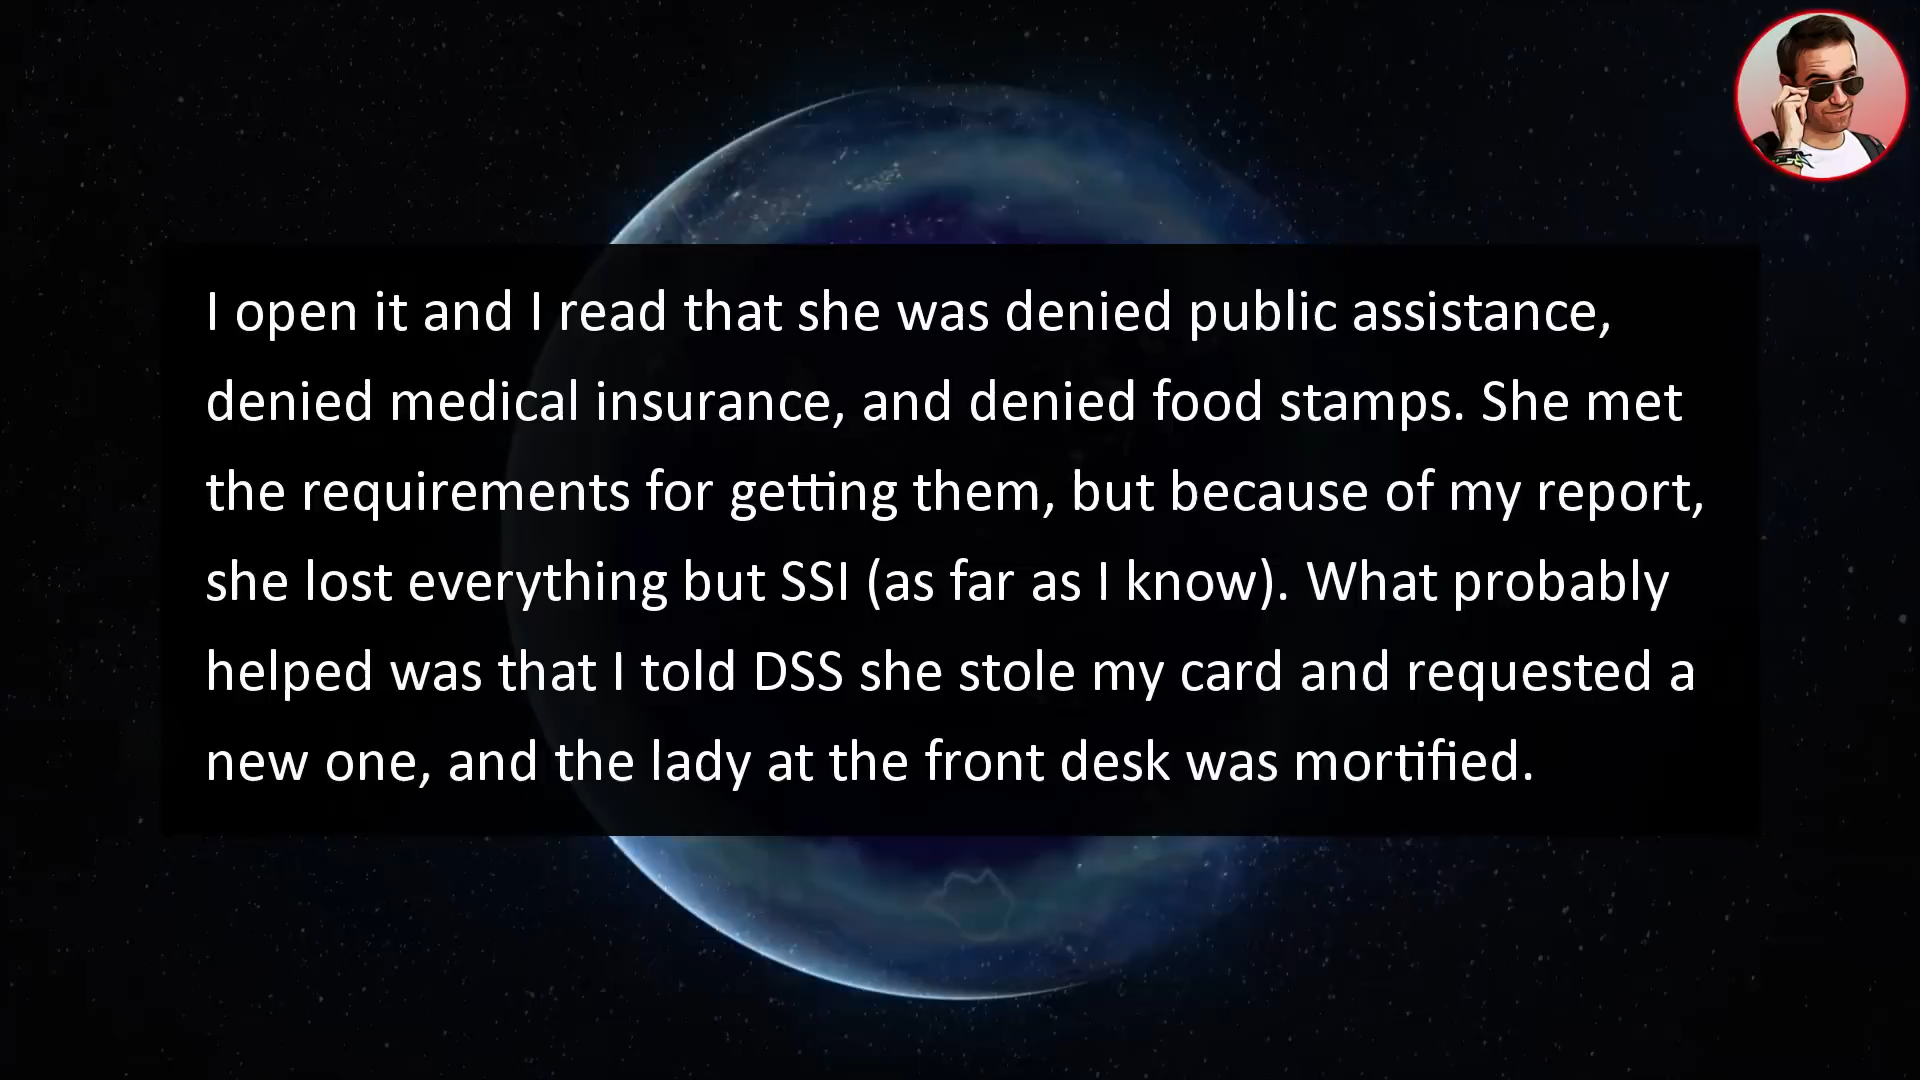 I open it and I read that she was denied public assistance,
denied medical insurance, and denied food stamps. She met
the requirements for getting them, but because of my report,
she lost everything but SSI (as far as I know). What probably
helped was that I told DSS she stole my card and requested a
new one, and the lady at the front desk was mortified.